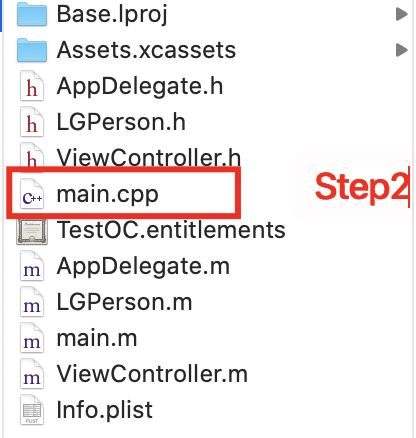 Base.lproj
Assets.xcassets
h AppDelegate.h
h LGPerson.h
h ViewController.h
C++ main.cpp
Step2
TestOC.entitlements
m AppDelegate.m
m LGPerson.m
m main.m
m ViewController.m
PLIST Info.plist